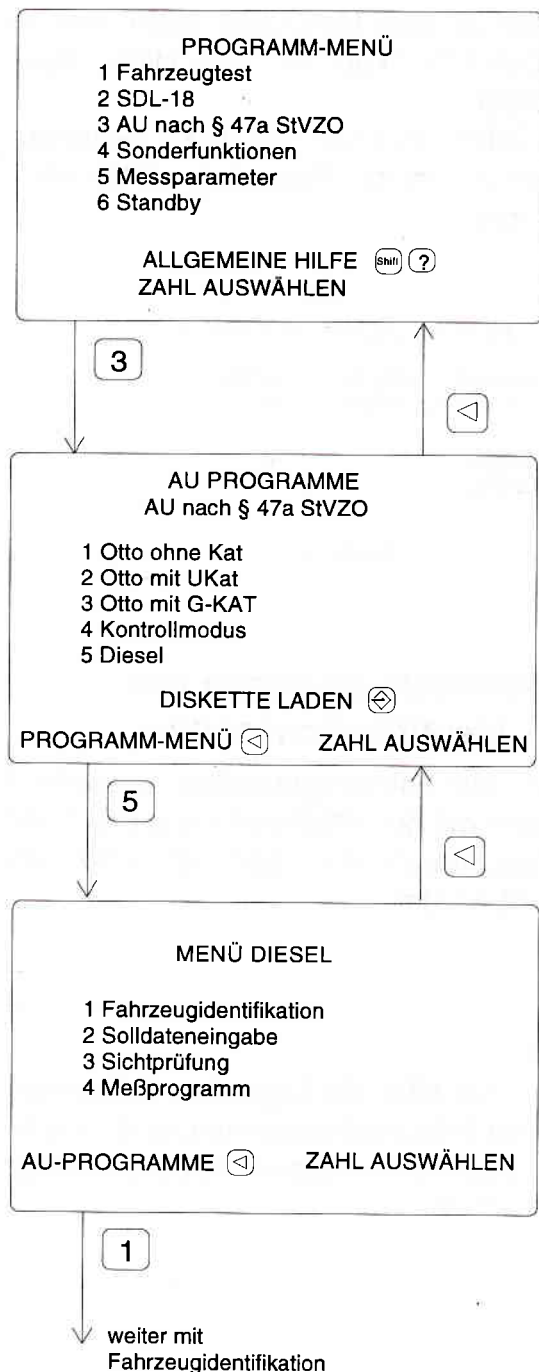 PROGRAMM-MENÜ
1 Fahrzeugtest
2 SDL-18
3 AU nach § 47a StVZO
4 Sonderfunktionen
5 Messparameter
6 Standby
ALLGEMEINE HILFE Shift ?
ZAHL AUSWÄHLEN
3
AU PROGRAMME
AU nach § 47a StVZO
1 Otto ohne Kat
2 Otto mit UKat
3 Otto mit G-KAT
4 Kontrollmodus
5 Diesel
DISKETTE LADEN
PROGRAMM-MENÜ ZAHL AUSWÄHLEN
5
MENÜ DIESEL
1 Fahrzeugidentifikation
2 Solldateneingabe
3 Sichtprüfung
4 Meßprogramm
AU-PROGRAMME ZAHL AUSWÄHLEN
1
weiter mit
Fahrzeugidentifikation